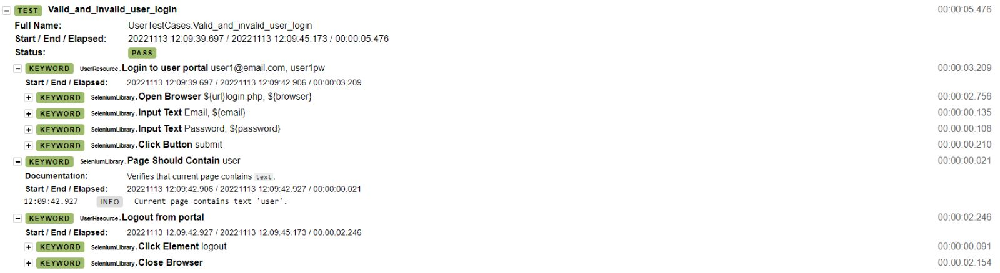 TEST Valid_and_invalid_user_login 00:00:05.476
Full Name: UserTestCases.Valid_and_invalid_user_login
Start / End / Elapsed: 20221113 12:09:39.697 / 20221113 12:09:45.173 / 00:00:05.476
Status: PASS
KEYWORD UserResource.Login to user portal user1@email.com, user1pw 00:00:03.209
Start / End / Elapsed: 20221113 12:09:39.697 / 20221113 12:09:42.906 / 00:00:03.209
KEYWORD SeleniumLibrary.Open Browser ${url}login.php, ${browser} 00:00:02.756
KEYWORD SeleniumLibrary.Input Text Email, ${email} 00:00:00.135
KEYWORD SeleniumLibrary.Input Text Password, ${password} 00:00:00.108
KEYWORD SeleniumLibrary.Click Button submit 00:00:00.210
KEYWORD SeleniumLibrary.Page Should Contain user 00:00:00.021
Documentation: Verifies that current page contains text.
Start / End / Elapsed: 20221113 12:09:42.906 / 20221113 12:09:42.927 / 00:00:00.021
12:09:42.927 INFO Current page contains text 'user'.
KEYWORD UserResource.Logout from portal 00:00:02.246
Start / End / Elapsed: 20221113 12:09:42.927 / 20221113 12:09:45.173 / 00:00:02.246
KEYWORD SeleniumLibrary.Click Element logout 00:00:00.091
KEYWORD SeleniumLibrary.Close Browser 00:00:02.154